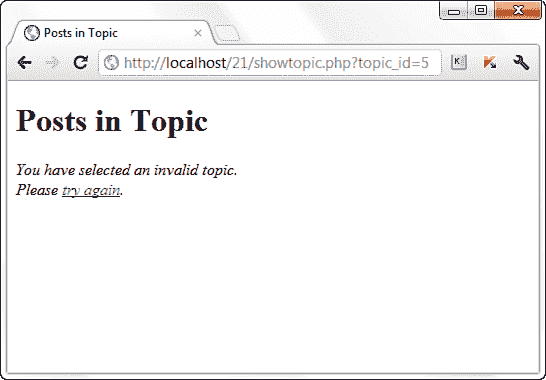 Posts in Topic
http://localhost/21/showtopic.php?topic_id=5
K
Posts in Topic
You have selected an invalid topic.
Please try again.